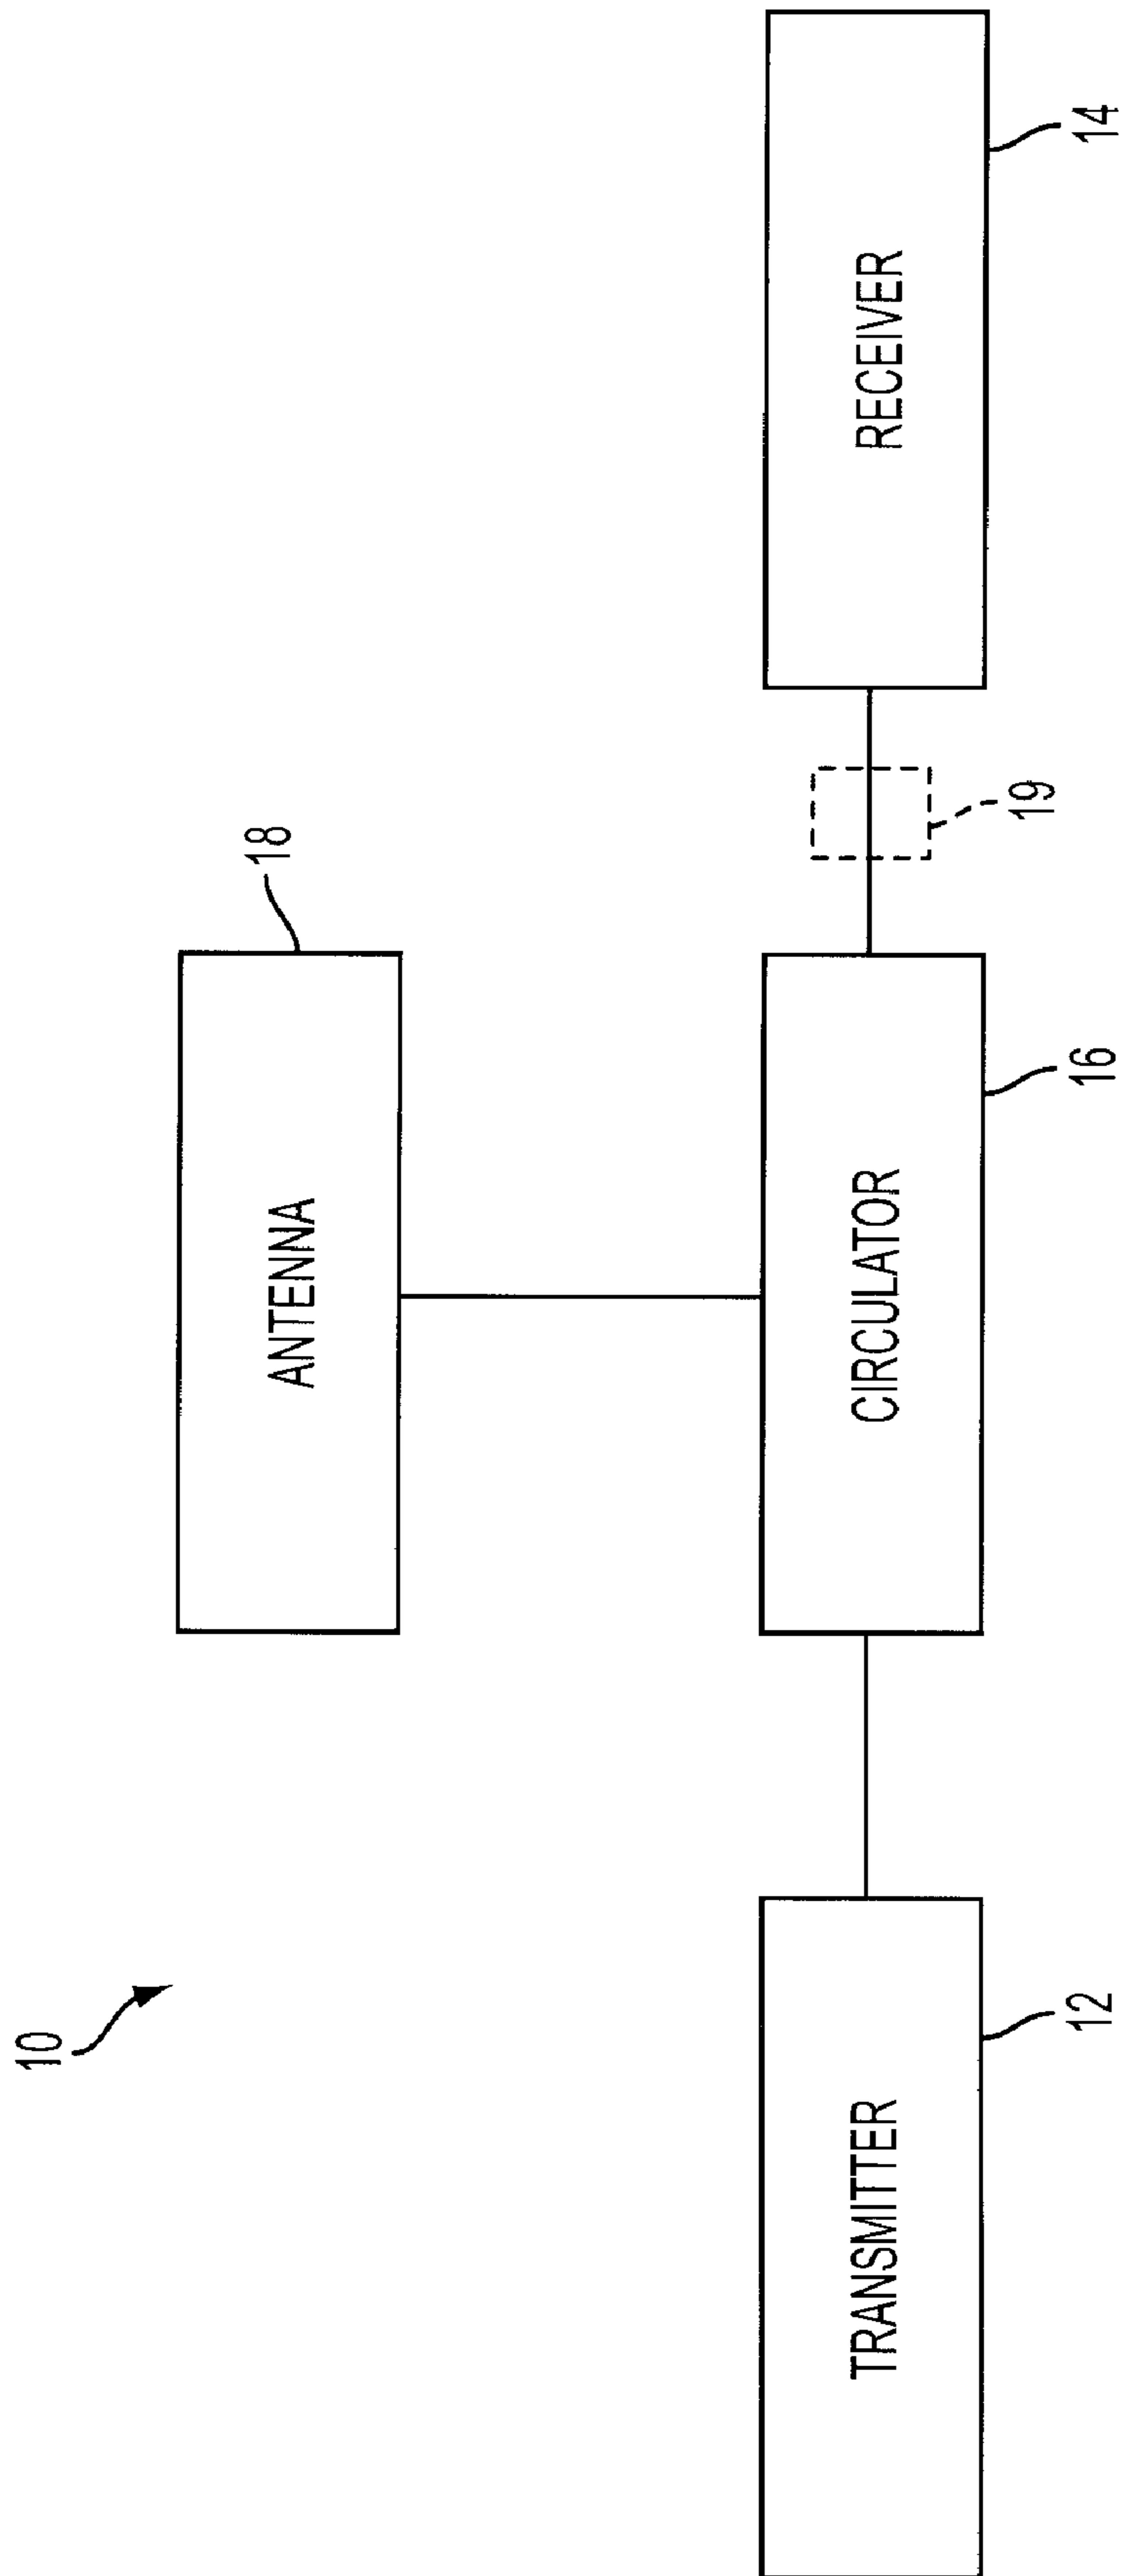 10
ANTENNA
18
TRANSMITTER
12
CIRCULATOR
16
19
RECEIVER
14